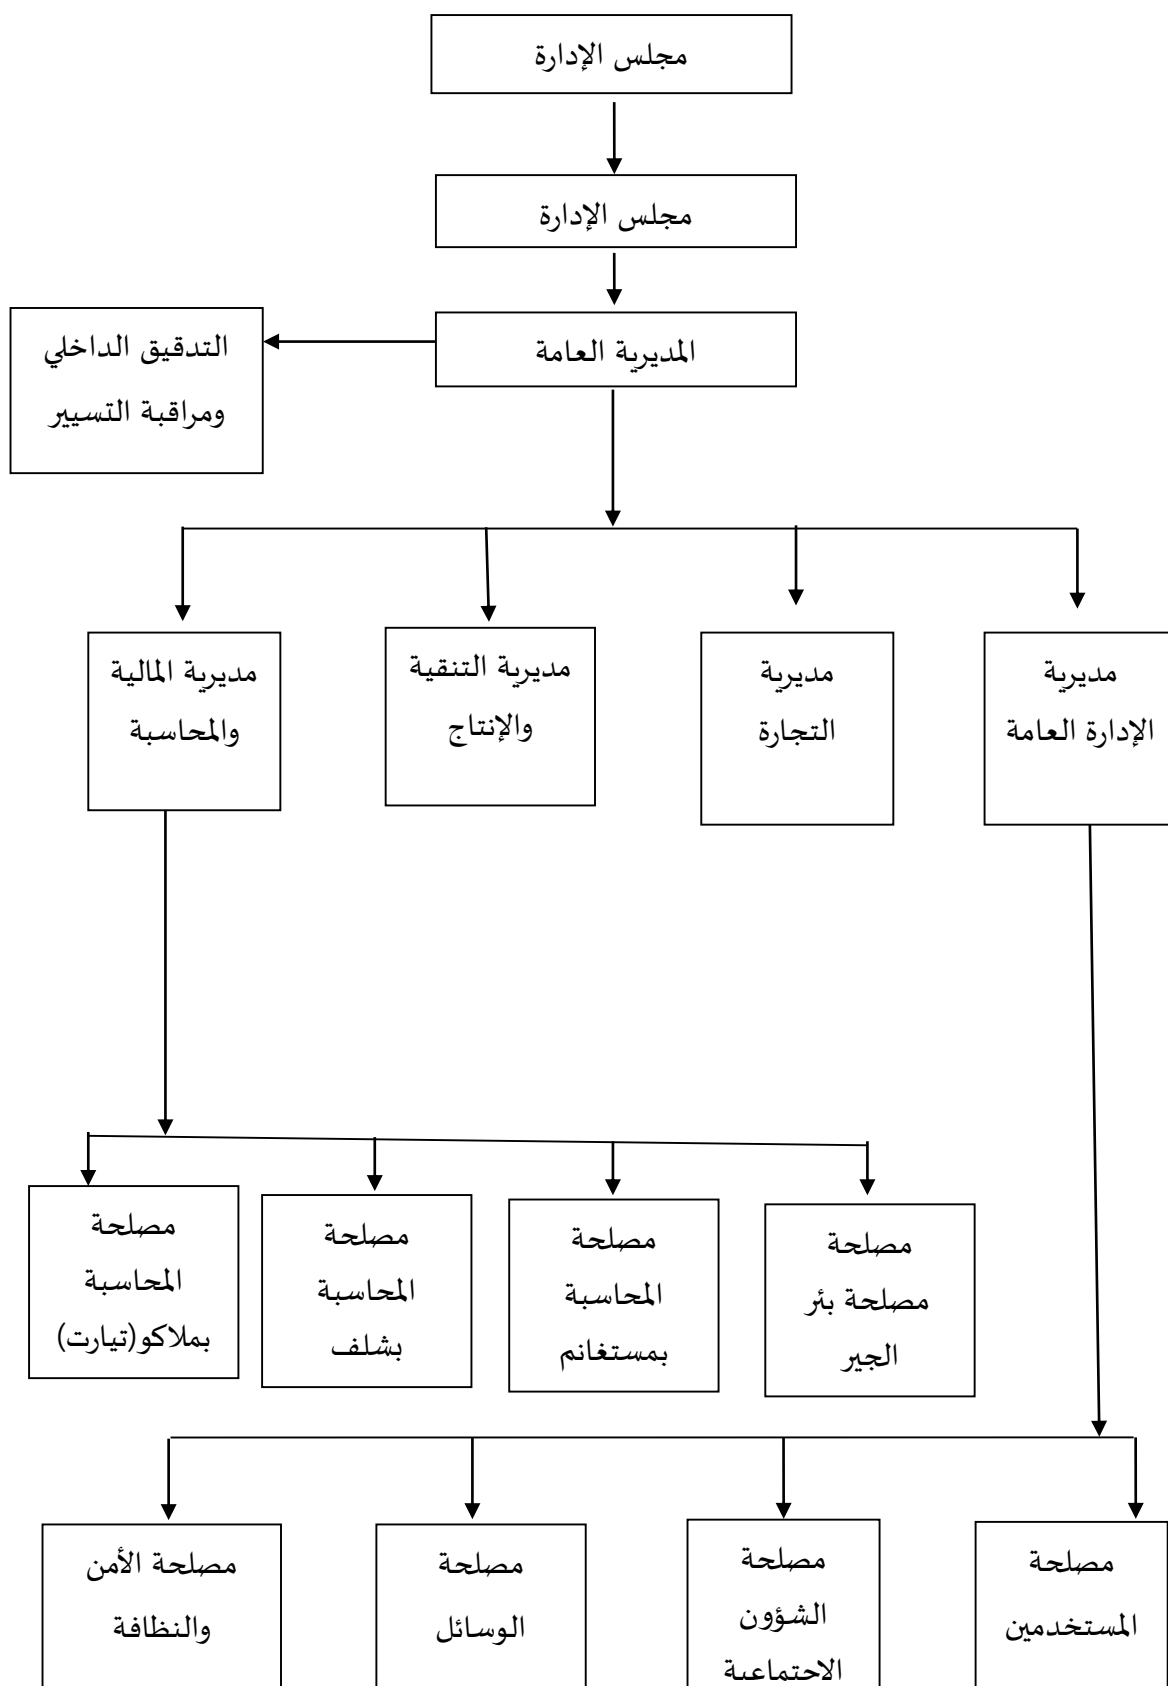 مجلس الإدارة
مجلس الإدارة
المديرية العامة
التدقيق الداخلي
ومراقبة التسيير
مديرية
الإدارة العامة
مديرية
التجارة
مديرية التنقية
والإنتاج
مديرية المالية
والمحاسبة
مصلحة
مصلحة بئر
الجير
مصلحة
المحاسبة
بمستغانم
مصلحة
المحاسبة
بشلف
مصلحة
المحاسبة
بملاكو(تيارت)
مصلحة
المستخدمين
مصلحة
الشؤون
الاحتماعية
مصلحة
الوسائل
مصلحة الأمن
والنظافة